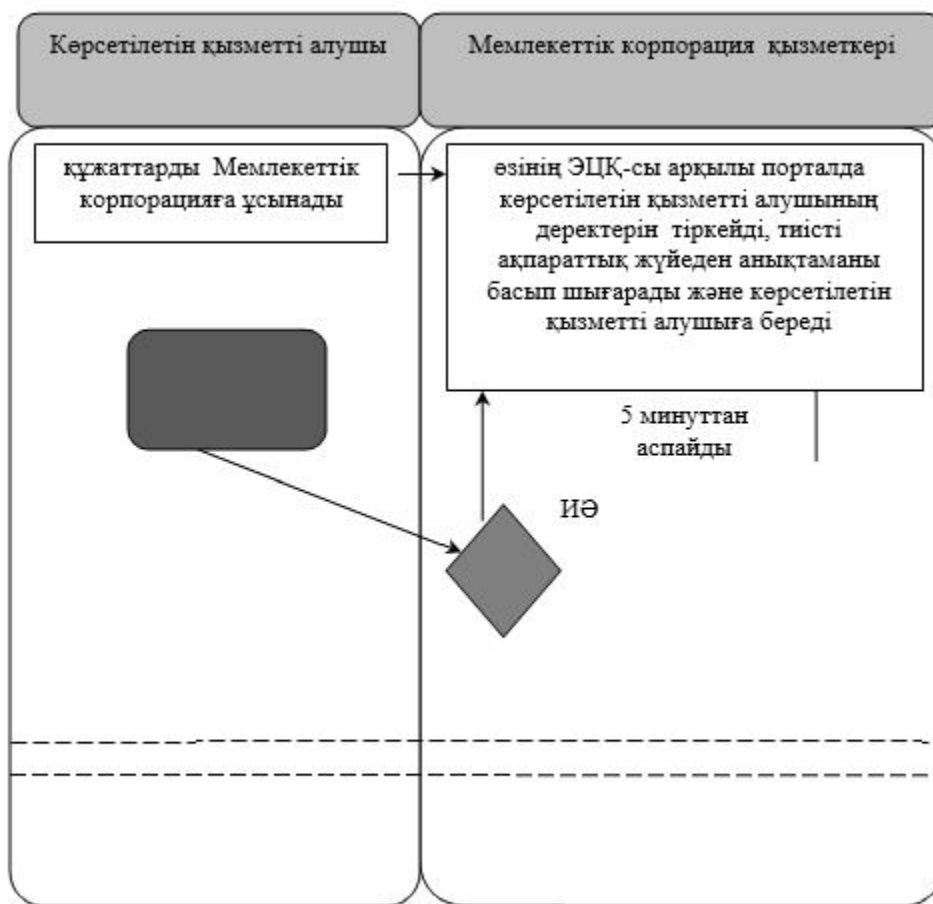 Көрсетілетін қызметті алушы
Мемлекеттік корпорация қызметкері
құжаттарды Мемлекеттік
корпорацияға ұсынады
өзінің ЭЦҚ-сы арқылы порталда
көрсетілетін қызметті алушының
деректерін тіркейді, тиісті
ақпараттық жүйеден анықтаманы
басып шығарады және көрсетілетін
қызметті алушыға береді
5 минуттан
аспайды
ИӘ